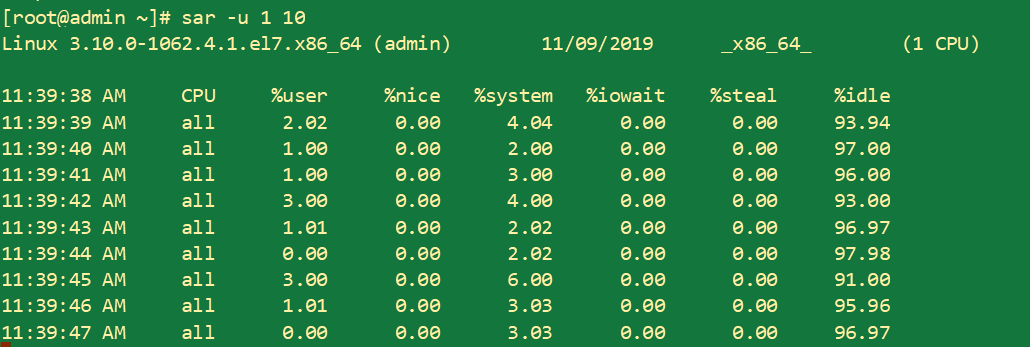 [root@admin ~]# sar -u 1 10
Linux 3.10.0-1062.4.1.el7.x86_64 (admin) 11/09/2019 _x86_64_ (1 CPU)
11:39:38 AM CPU %user %nice %system %iowait %steal %idle
11:39:39 AM all 2.02 0.00 4.04 0.00 0.00 93.94
11:39:40 AM all 1.00 0.00 2.00 0.00 0.00 97.00
11:39:41 AM all 1.00 0.00 3.00 0.00 0.00 96.00
11:39:42 AM all 3.00 0.00 4.00 0.00 0.00 93.00
11:39:43 AM all 1.01 0.00 2.02 0.00 0.00 96.97
11:39:44 AM all 0.00 0.00 2.02 0.00 0.00 97.98
11:39:45 AM all 3.00 0.00 6.00 0.00 0.00 91.00
11:39:46 AM all 1.01 0.00 3.03 0.00 0.00 95.96
11:39:47 AM all 0.00 0.00 3.03 0.00 0.00 96.97